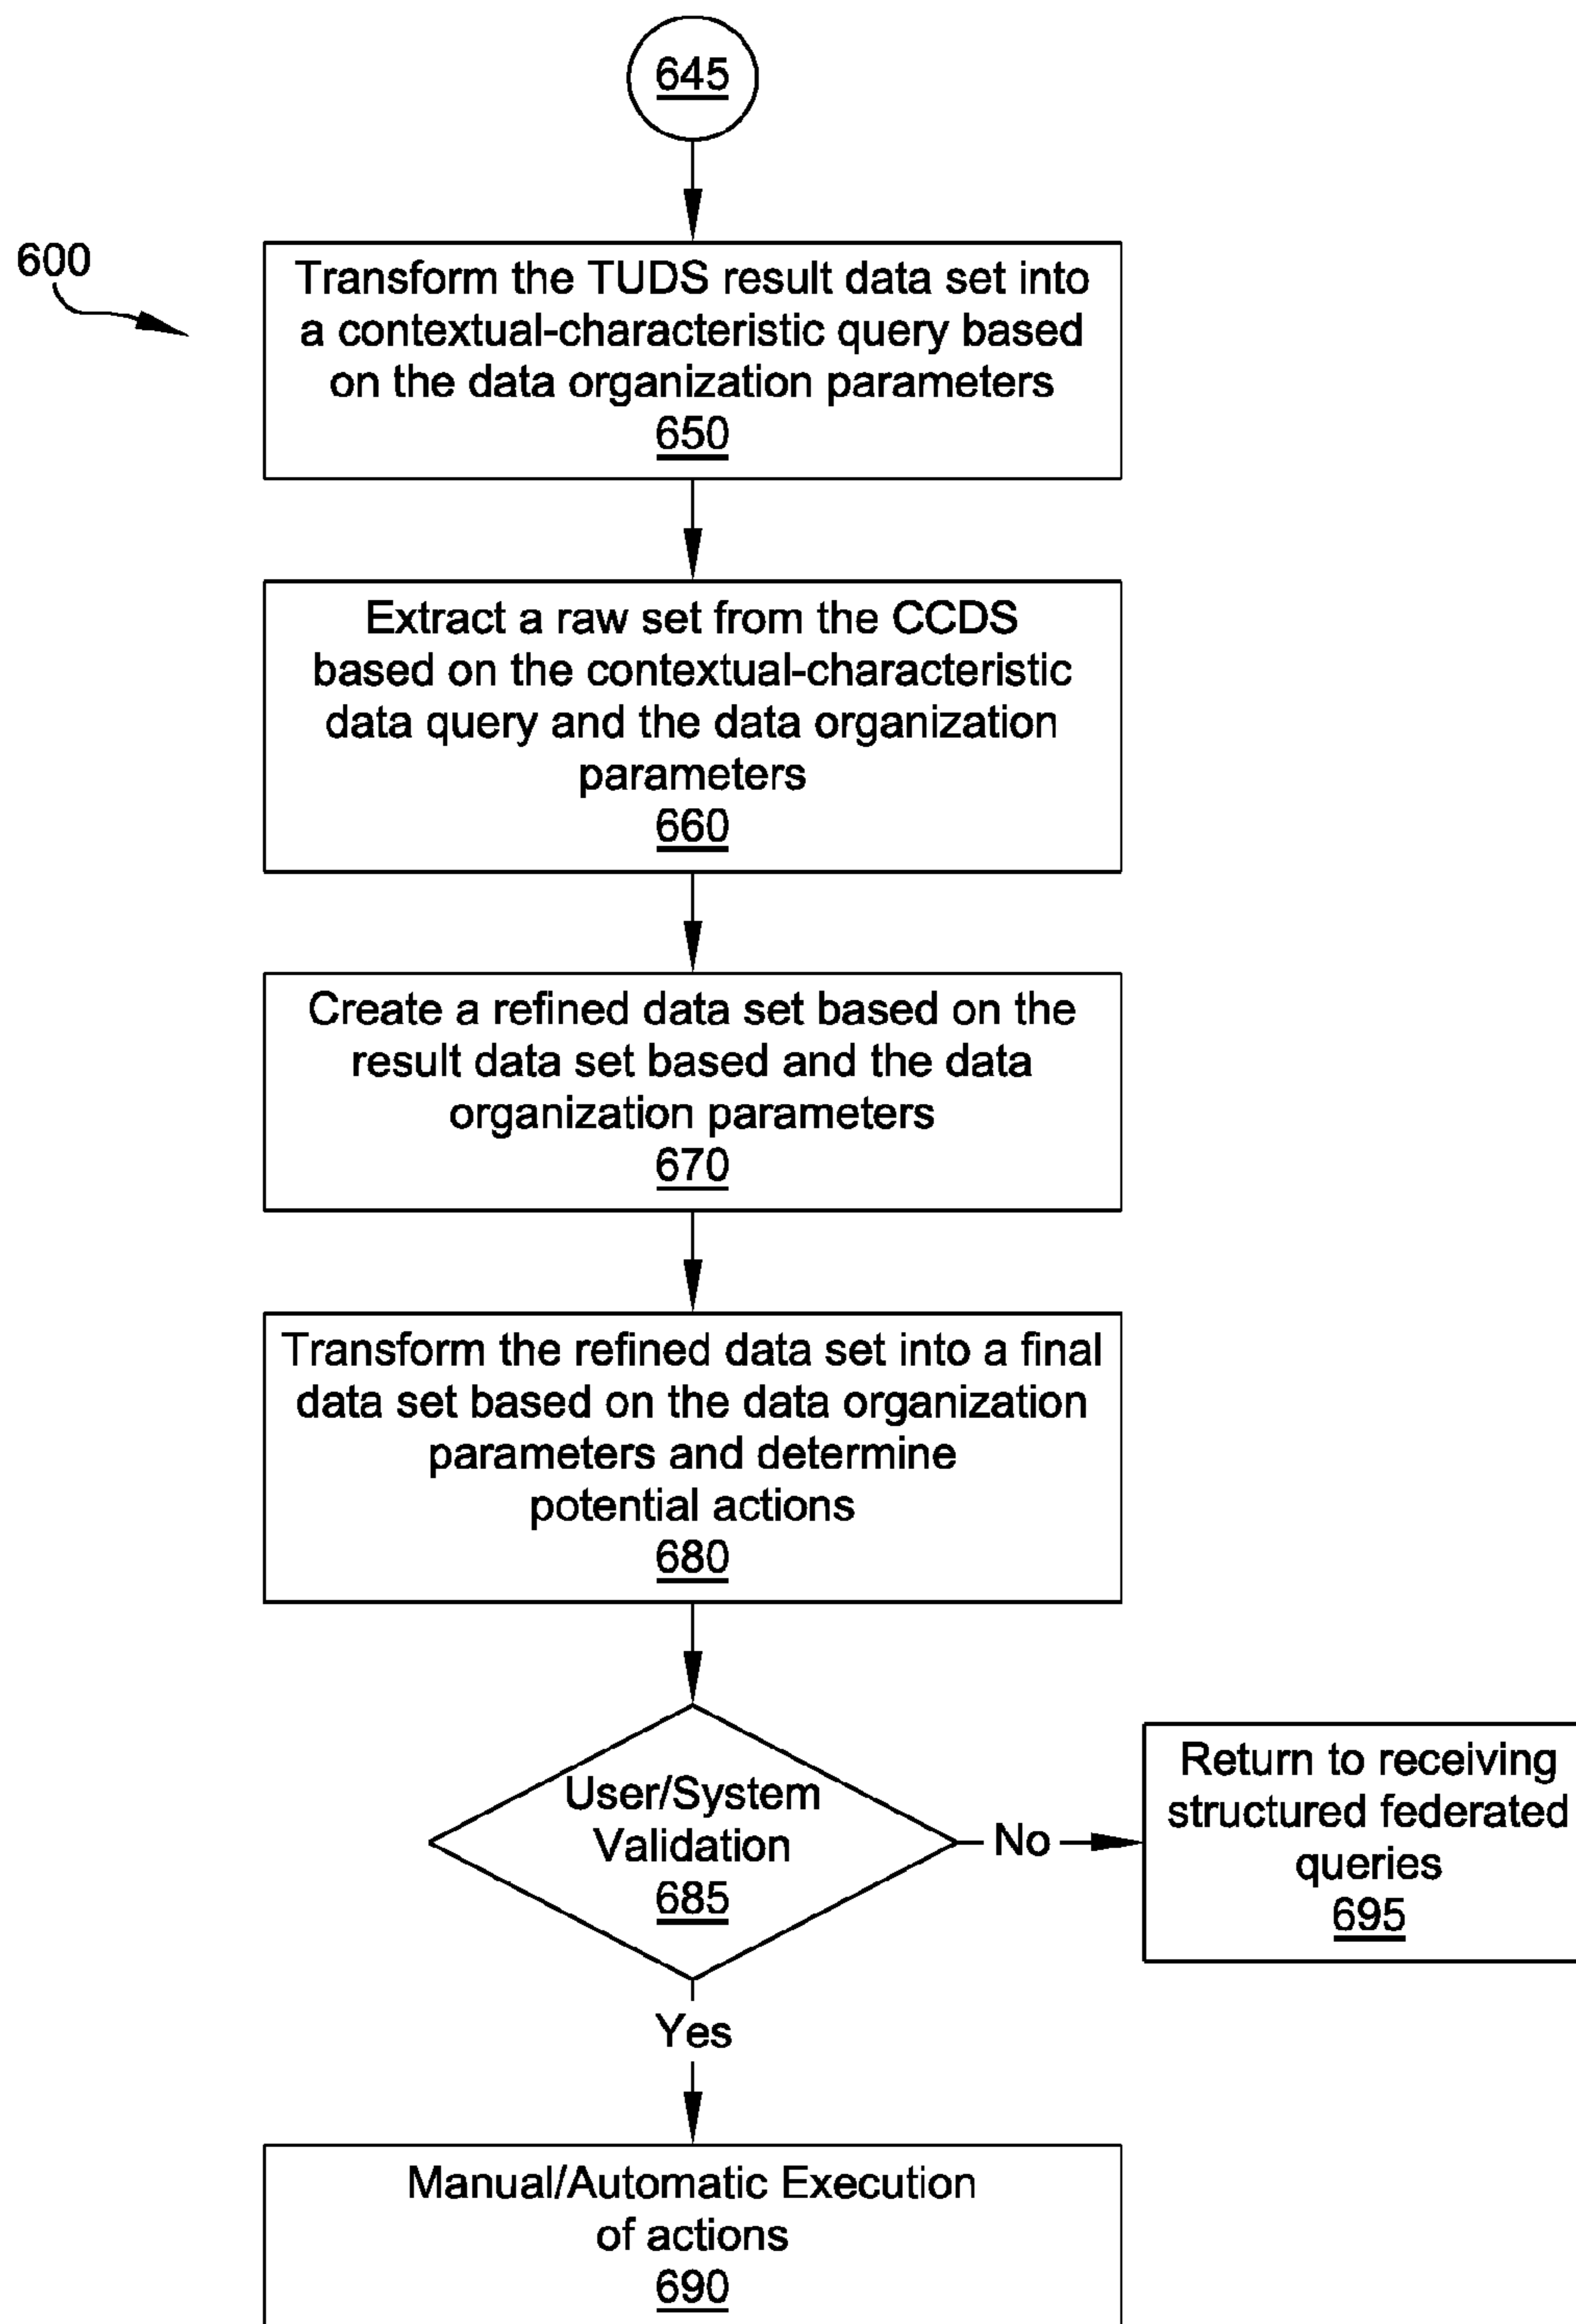 645
600
Transform the TUDS result data set into
a contextual-characteristic query based
on the data organization parameters
650
Extract a raw set from the CCDS
based on the contextual-characteristic
data query and the data organization
parameters
660
Create a refined data set based on the
result data set based and the data
organization parameters
670
Transform the refined data set into a final
data set based on the data organization
parameters and determine
potential actions
680
User/System
Validation
685
No
Return to receiving
structured federated
queries
695
Yes
Manual/Automatic Execution
of actions
690